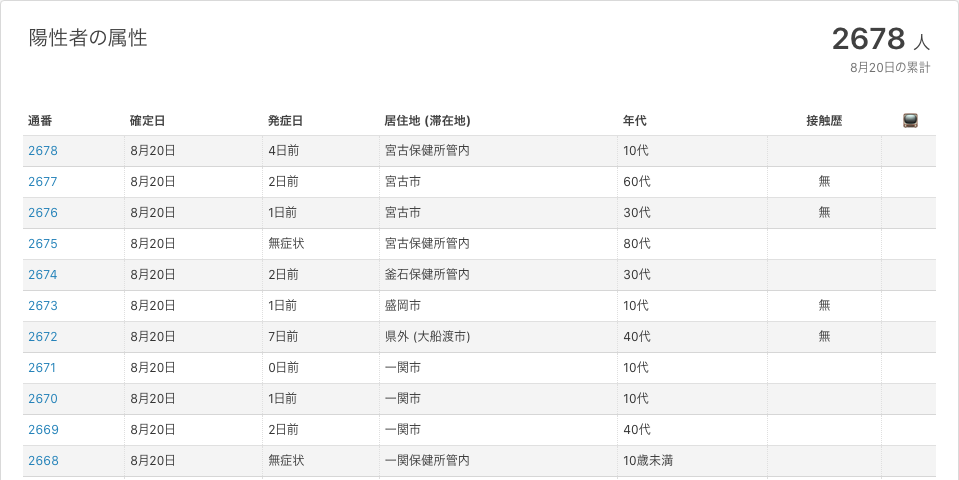 陽性者の属性
2678 人
8月20日の累計
通番 確定日 発症日 居住地 (滞在地) 年代 接触歴
2678 8月20日 4日前 宮古保健所管内 10代
2677 8月20日 2日前 宮古市 60代 無
2676 8月20日 1日前 宮古市 30代 無
2675 8月20日 無症状 宮古保健所管内 80代
2674 8月20日 2日前 釜石保健所管内 30代
2673 8月20日 1日前 盛岡市 10代 無
2672 8月20日 7日前 県外 (大船渡市) 40代 無
2671 8月20日 0日前 一関市 10代
2670 8月20日 1日前 一関市 10代
2669 8月20日 2日前 一関市 40代
2668 8月20日 無症状 一関保健所管内 10歳未満